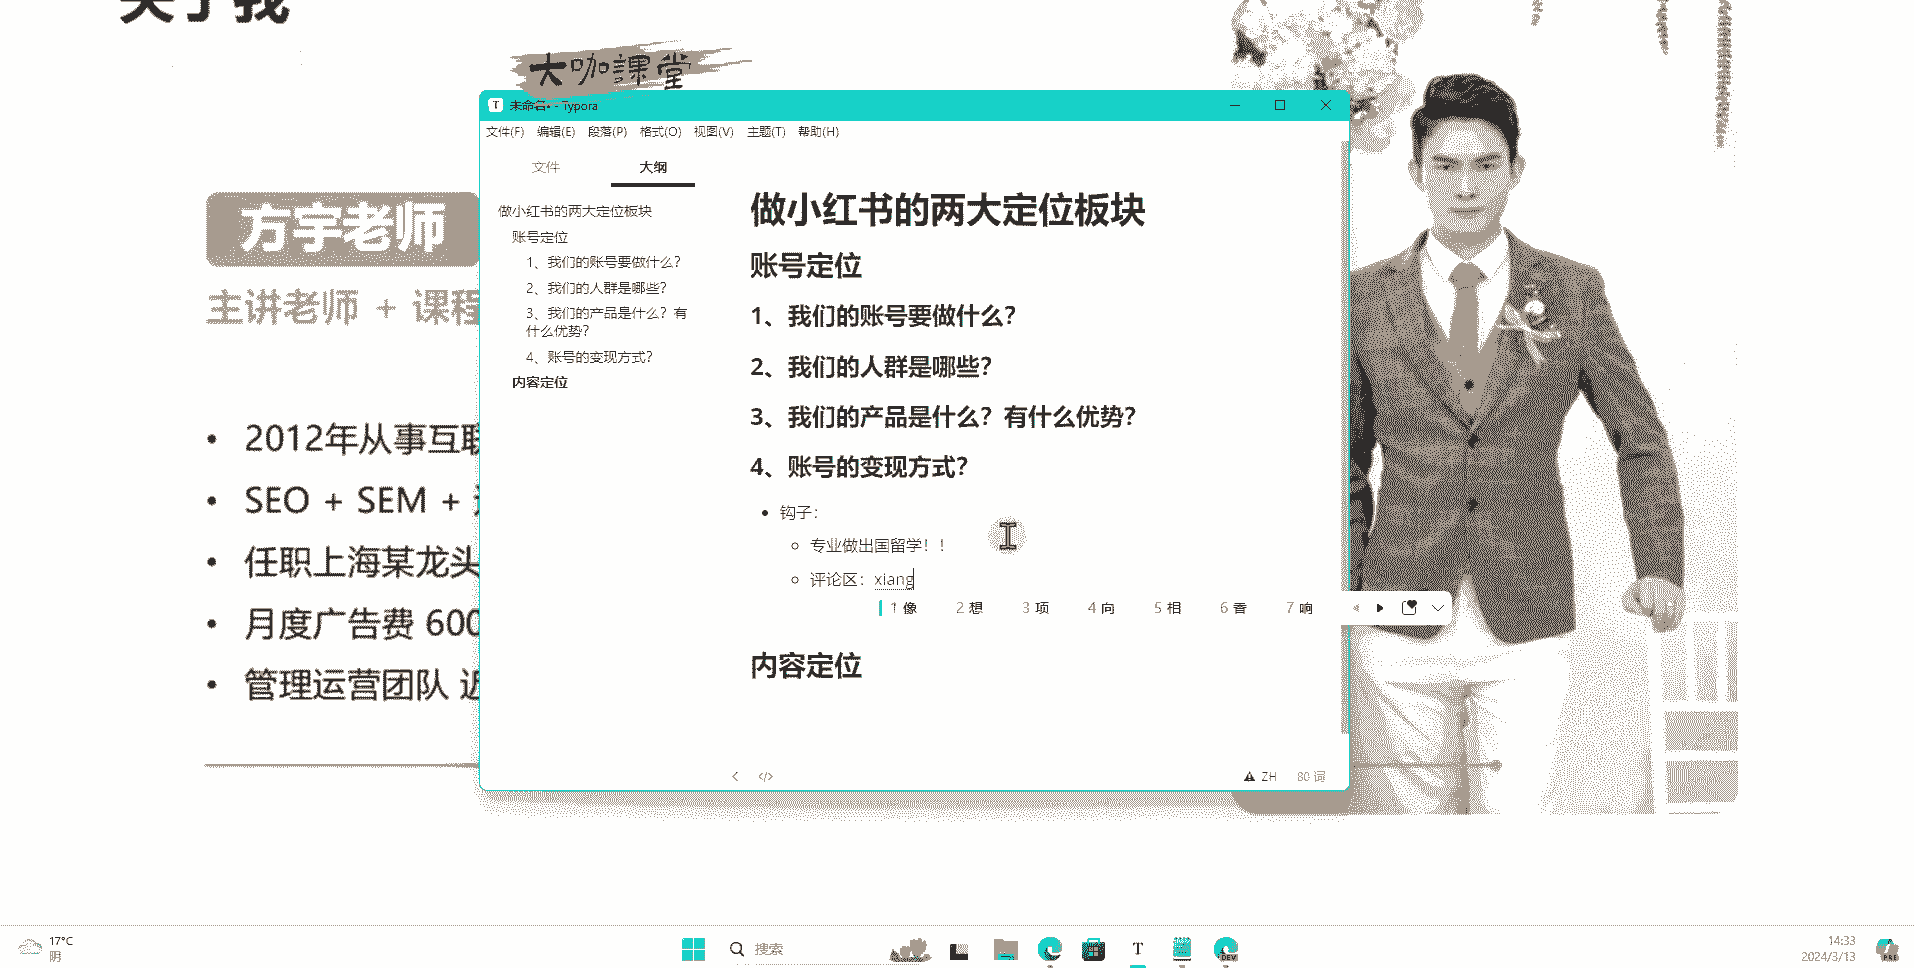 关于我
大咖課堂
未命名• - Typora
文件(F) 编辑(E) 段落(P) 格式(O) 视图(V) 主题(T) 帮助(H)
文件 大纲
做小红书的两大定位板块
账号定位
1、我们的账号要做什么？
2、我们的人群是哪些？
3、我们的产品是什么？有
什么优势？
4、账号的变现方式？
内容定位
做小红书的两大定位板块
账号定位
1、我们的账号要做什么？
2、我们的人群是哪些？
3、我们的产品是什么？有什么优势？
4、账号的变现方式？
钩子：
专业做出国留学！！
评论区：xiang
1 像 2 想 3 项 4 向 5 相 6 香 7 响
内容定位
ZH 80 词
方宇老师
主讲老师 + 课程
2012年从事互联
SEO + SEM +
任职上海某龙头
月度广告费 600
管理运营团队 近
17°C
阴
搜索
T
DEV
14:33
2024/3/13
PRE